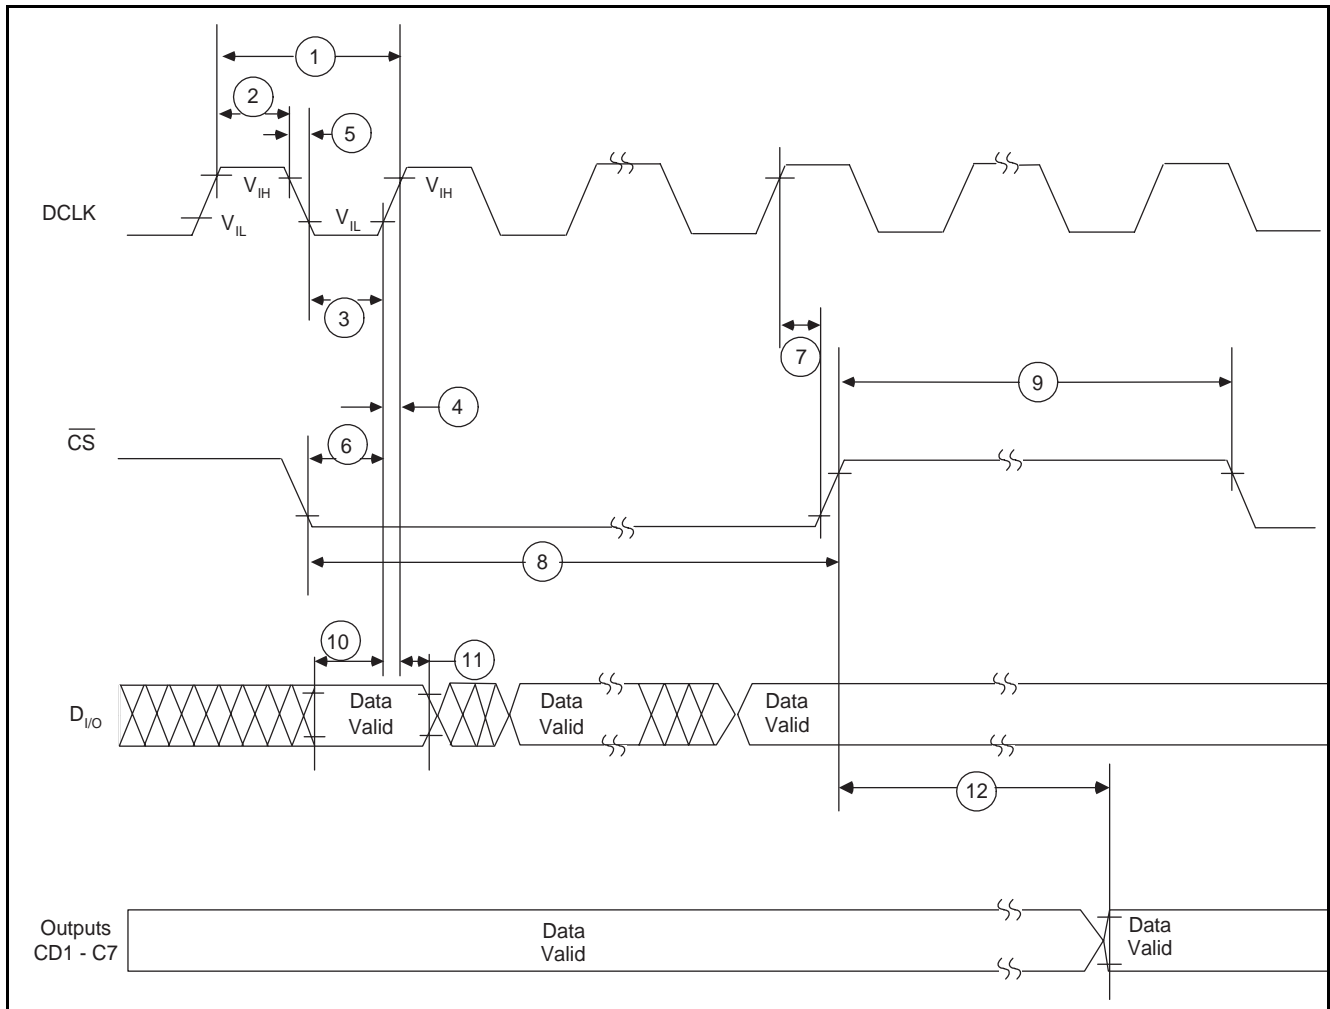 1
2
5
V_IH
V_IH
DCLK
V_IL
V_IL
3
7
9
4
CS
6
8
10
11
D_I/O
Data
Valid
Data
Valid
Data
Valid
12
Outputs
CD1 - C7
Data
Valid
Data
Valid